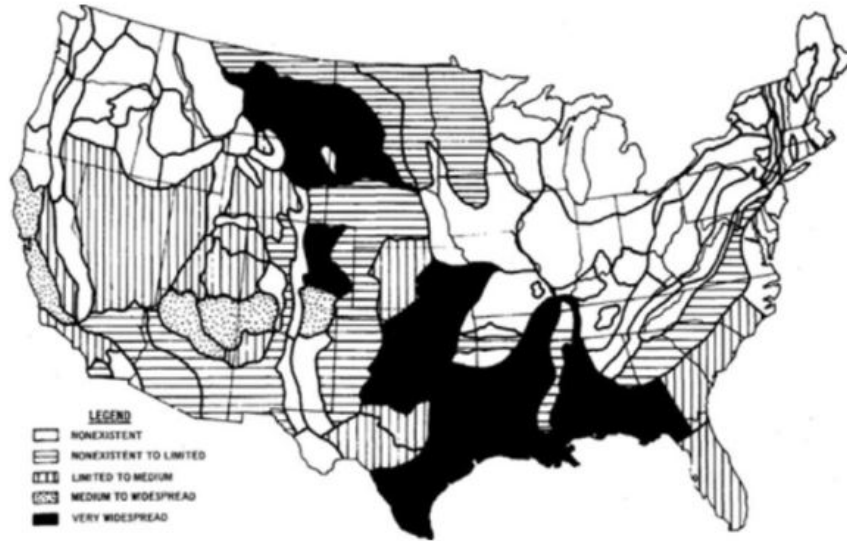 LEGEND
NONEXISTENT
NONEXISTENT TO LIMITED
LIMITED TO MEDIUM
MEDIUM TO WIDESPREAD
VERY WIDESPREAD